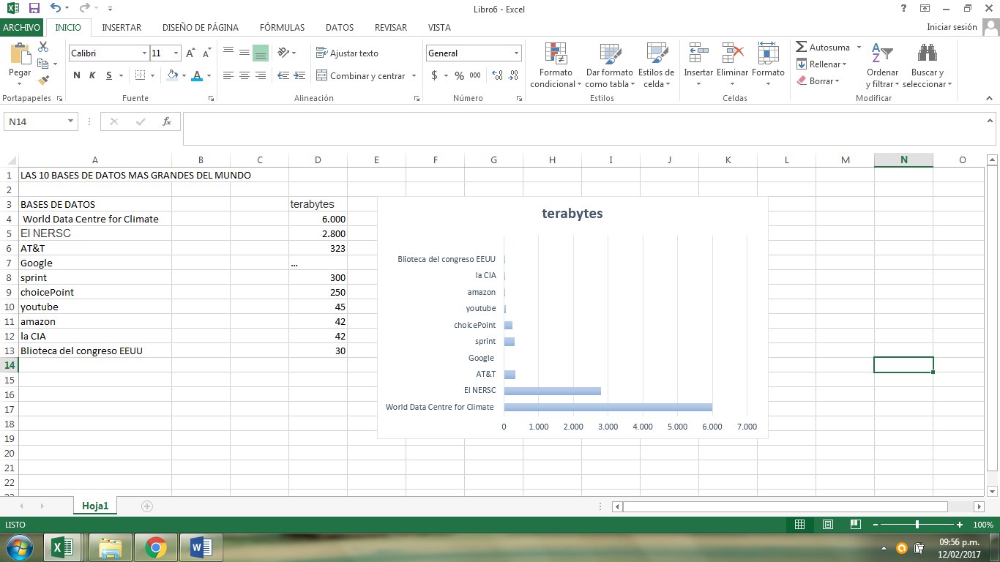 Libro6 - Excel
ARCHIVO INICIO INSERTAR DISEÑO DE PÁGINA FÓRMULAS DATOS REVISAR VISTA Iniciar sesión
Calibri 11 Ajustar texto General Autosuma
Pegar N K S Combinar y centrar $ % 000 Formato condicional Dar formato como tabla Estilos de celda Insertar Eliminar Formato Rellenar Borrar Ordenar y filtrar Buscar y seleccionar
Portapapeles Fuente Alineación Número Estilos Celdas Modificar
N14 fx
A B C D E F G H I J K L M N O
1 LAS 10 BASES DE DATOS MAS GRANDES DEL MUNDO
2
3 BASES DE DATOS terabytes
4 World Data Centre for Climate 6.000
5 El NERSC 2.800
6 AT&T 323
7 Google ...
8 sprint 300
9 choicePoint 250
10 youtube 45
11 amazon 42
12 la CIA 42
13 Blioteca del congreso EEUU 30
14
15
16
17
18
19
20
21
22
terabytes
Blioteca del congreso EEUU
la CIA
amazon
youtube
choicePoint
sprint
Google
AT&T
El NERSC
World Data Centre for Climate
0 1.000 2.000 3.000 4.000 5.000 6.000 7.000
Hoja1
LISTO 100%
09:56 p.m.
12/02/2017